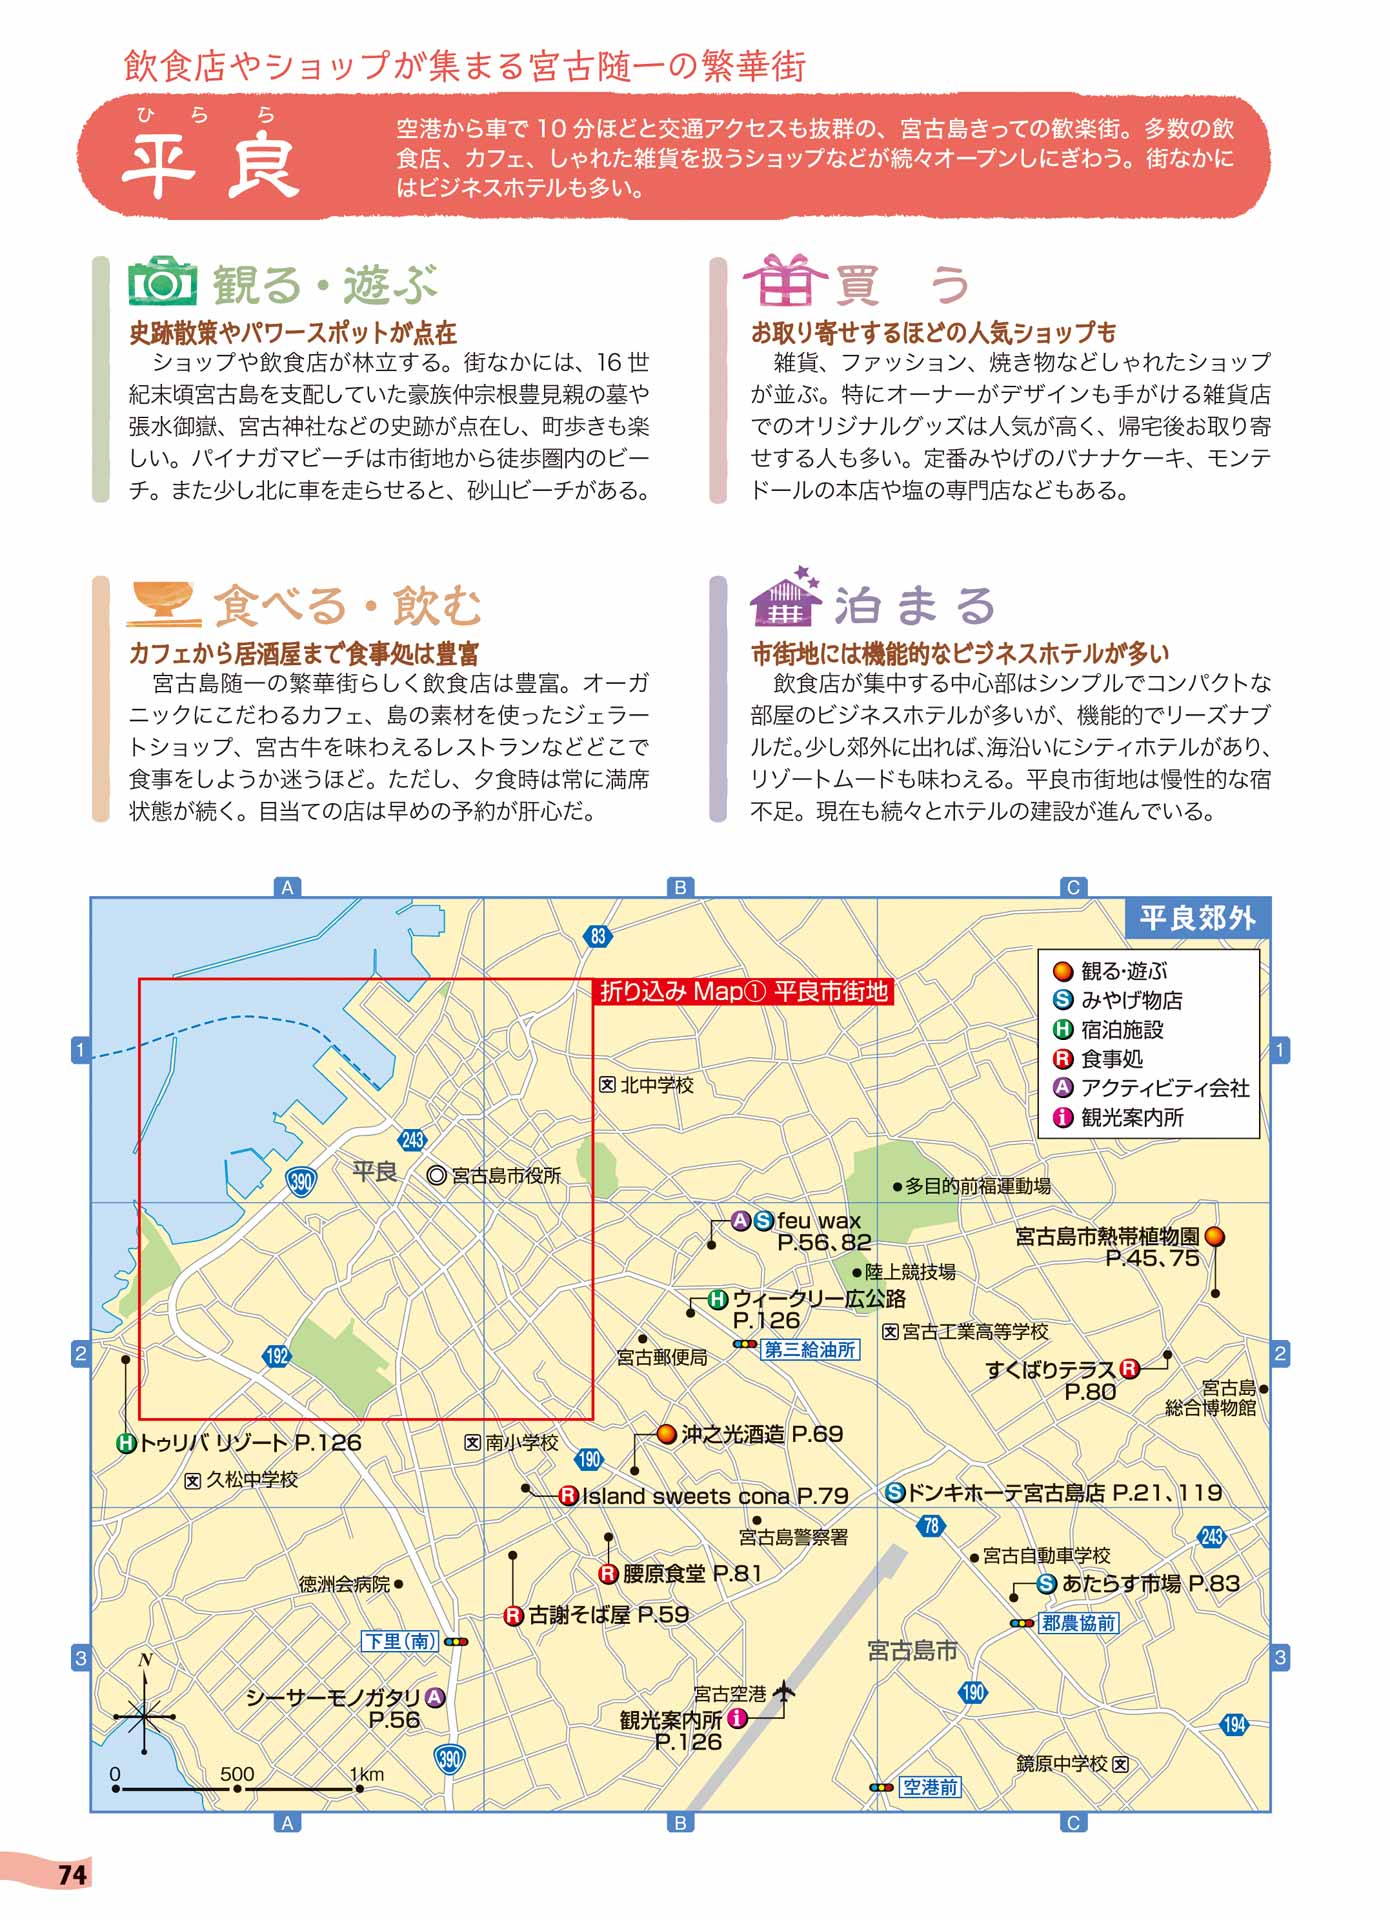 飲食店やショップが集まる宮古随一の繁華街
ひらら
平良
空港から車で10分ほどと交通アクセスも抜群の、宮古島きっての歓楽街。多数の飲
食店、カフェ、しゃれた雑貨を扱うショップなどが続々オープンしにぎわう。街なかに
はビジネスホテルも多い。
観る・遊ぶ
史跡散策やパワースポットが点在
ショップや飲食店が林立する。街なかには、16世
紀末頃宮古島を支配していた豪族仲宗根豊見親の墓や
張水御嶽、宮古神社などの史跡が点在し、町歩きも楽
しい。パイナガマビーチは市街地から徒歩圏内のビー
チ。また少し北に車を走らせると、砂山ビーチがある。
買う
お取り寄せするほどの人気ショップも
雑貨、ファッション、焼き物などしゃれたショップ
が並ぶ。特にオーナーがデザインも手がける雑貨店
でのオリジナルグッズは人気が高く、帰宅後お取り寄
せする人も多い。定番みやげのバナナケーキ、モンテ
ドールの本店や塩の専門店などもある。
食べる・飲む
カフェから居酒屋まで食事処は豊富
宮古島随一の繁華街らしく飲食店は豊富。オーガ
ニックにこだわるカフェ、島の素材を使ったジェラー
トショップ、宮古牛を味わえるレストランなどどこで
食事をしようか迷うほど。ただし、夕食時は常に満席
状態が続く。目当ての店は早めの予約が肝心だ。
泊まる
市街地には機能的なビジネスホテルが多い
飲食店が集中する中心部はシンプルでコンパクトな
部屋のビジネスホテルが多いが、機能的でリーズナブ
ルだ。少し郊外に出れば、海沿いにシティホテルがあり、
リゾートムードも味わえる。平良市街地は慢性的な宿
不足。現在も続々とホテルの建設が進んでいる。
A
B
C
平良郊外
83
観る・遊ぶ
S みやげ物店
H 宿泊施設
R 食事処
A アクティビティ会社
i 観光案内所
折り込み Map① 平良市街地
1
1
文 北中学校
243
390
平良
宮古島市役所
多目的前福運動場
A S feu wax
P.56、82
宮古島市熱帯植物園
P.45、75
陸上競技場
H ウィークリー広公路
P.126
文 宮古工業高等学校
第三給油所
宮古郵便局
2
192
2
すくばりテラス R
P.80
宮古島
総合博物館
H トゥリバ リゾート P.126
文 南小学校
沖之光酒造 P.69
190
文 久松中学校
R Island sweets cona P.79
S ドンキホーテ宮古島店 P.21、119
宮古島警察署
78
243
宮古自動車学校
R 腰原食堂 P.81
徳洲会病院
S あたらす市場 P.83
R 古謝そば屋 P.59
郡農協前
下里(南)
宮古島市
3
3
N
シーサーモノガタリ A
P.56
宮古空港
観光案内所 i
P.126
190
194
390
鏡原中学校 文
0 500 1km
空港前
A
B
C
74